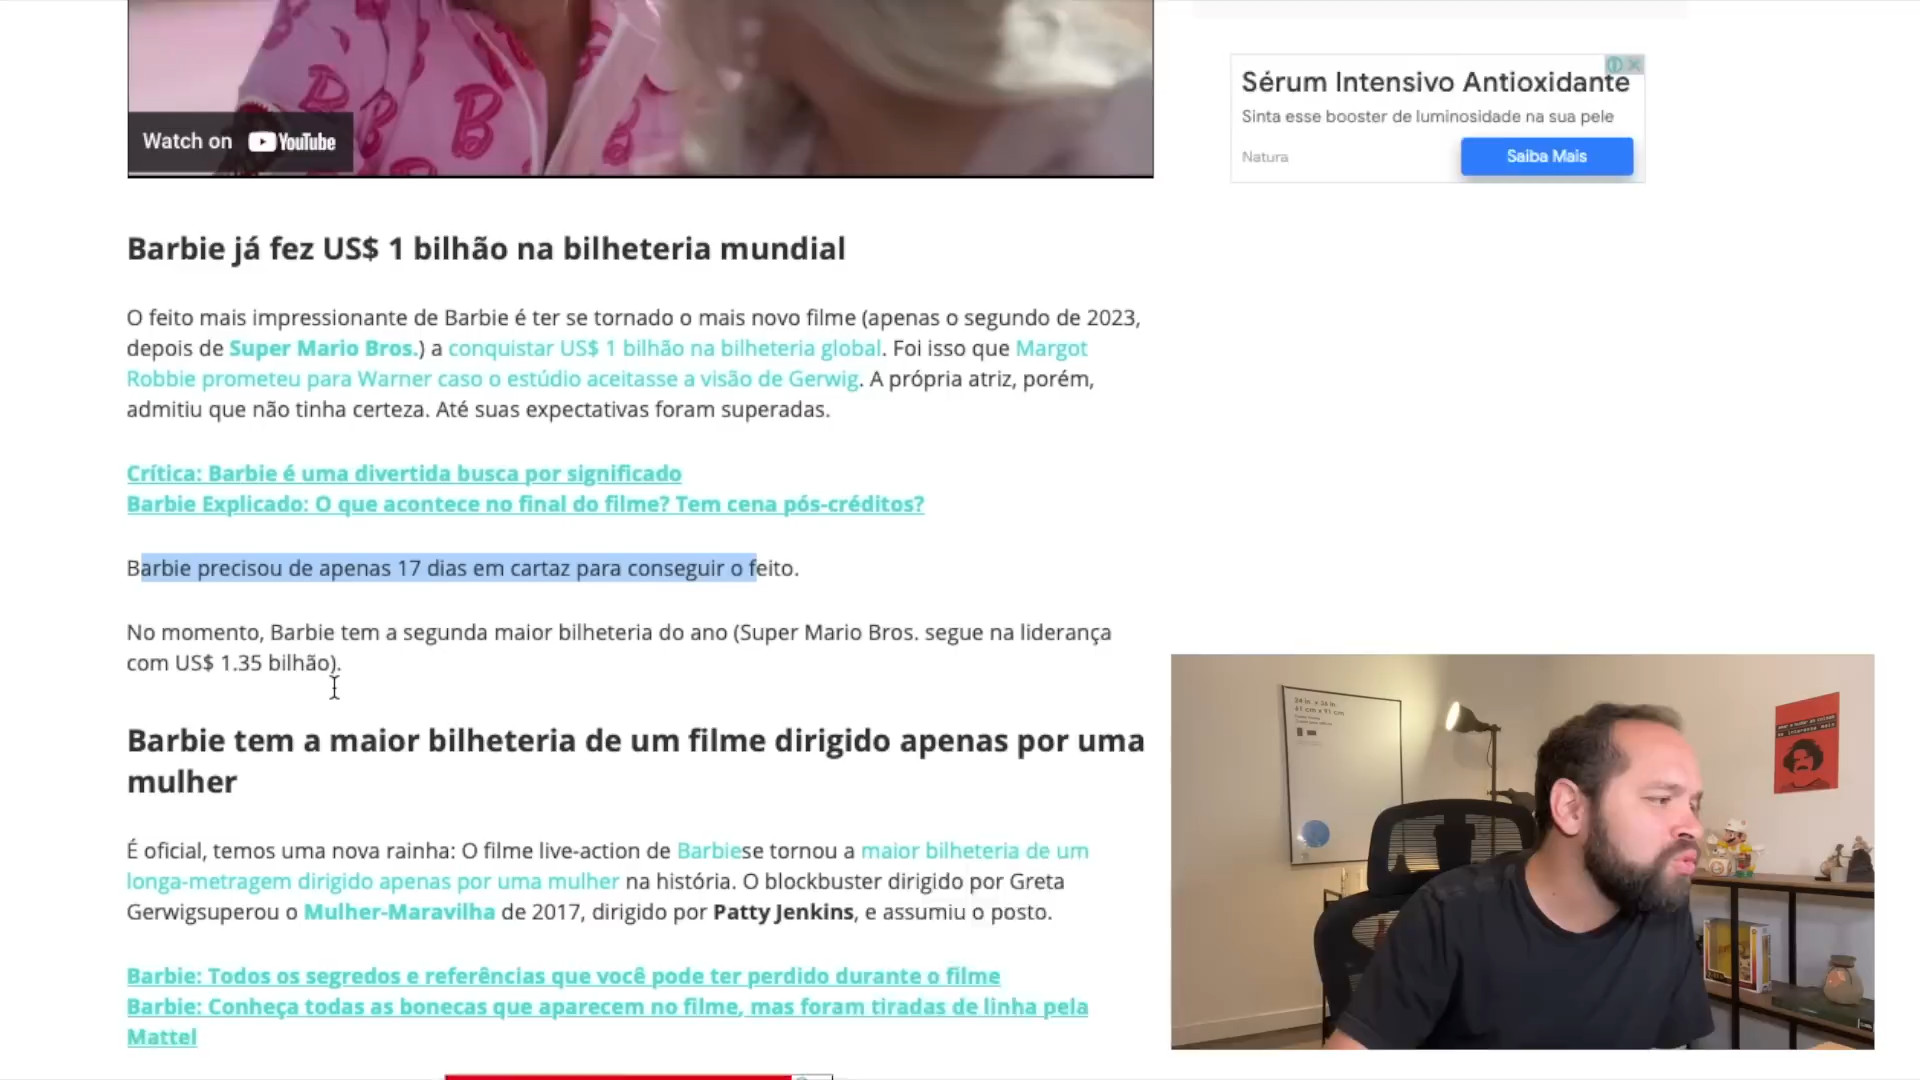 Watch on YouTube
Sérum Intensivo Antioxidante
Sinta esse booster de luminosidade na sua pele
Natura
Saiba Mais
Barbie já fez US$ 1 bilhão na bilheteria mundial
O feito mais impressionante de Barbie é ter se tornado o mais novo filme (apenas o segundo de 2023,
depois de Super Mario Bros.) a conquistar US$ 1 bilhão na bilheteria global. Foi isso que Margot
Robbie prometeu para Warner caso o estúdio aceitasse a visão de Gerwig. A própria atriz, porém,
admitiu que não tinha certeza. Até suas expectativas foram superadas.
Crítica: Barbie é uma divertida busca por significado
Barbie Explicado: O que acontece no final do filme? Tem cena pós-créditos?
Barbie precisou de apenas 17 dias em cartaz para conseguir o feito.
No momento, Barbie tem a segunda maior bilheteria do ano (Super Mario Bros. segue na liderança
com US$ 1.35 bilhão).
Barbie tem a maior bilheteria de um filme dirigido apenas por uma
mulher
É oficial, temos uma nova rainha: O filme live-action de Barbiese tornou a maior bilheteria de um
longa-metragem dirigido apenas por uma mulher na história. O blockbuster dirigido por Greta
Gerwigsuperou o Mulher-Maravilha de 2017, dirigido por Patty Jenkins, e assumiu o posto.
Barbie: Todos os segredos e referências que você pode ter perdido durante o filme
Barbie: Conheça todas as bonecas que aparecem no filme, mas foram tiradas de linha pela
Mattel
24 in. x 36 in.
61 cm x 91 cm